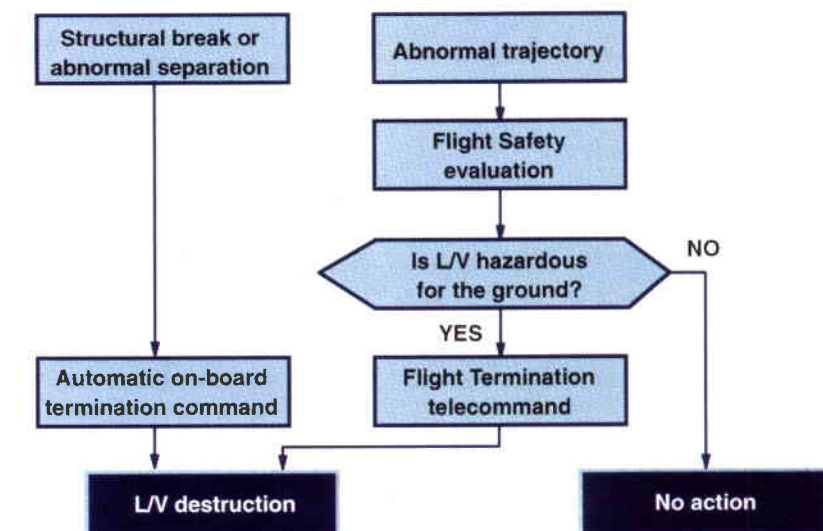 Structural break or
abnormal separation
Abnormal trajectory
Flight Safety
evaluation
Is L/V hazardous
for the ground?
NO
YES
Automatic on-board
termination command
Flight Termination
telecommand
L/V destruction
No action